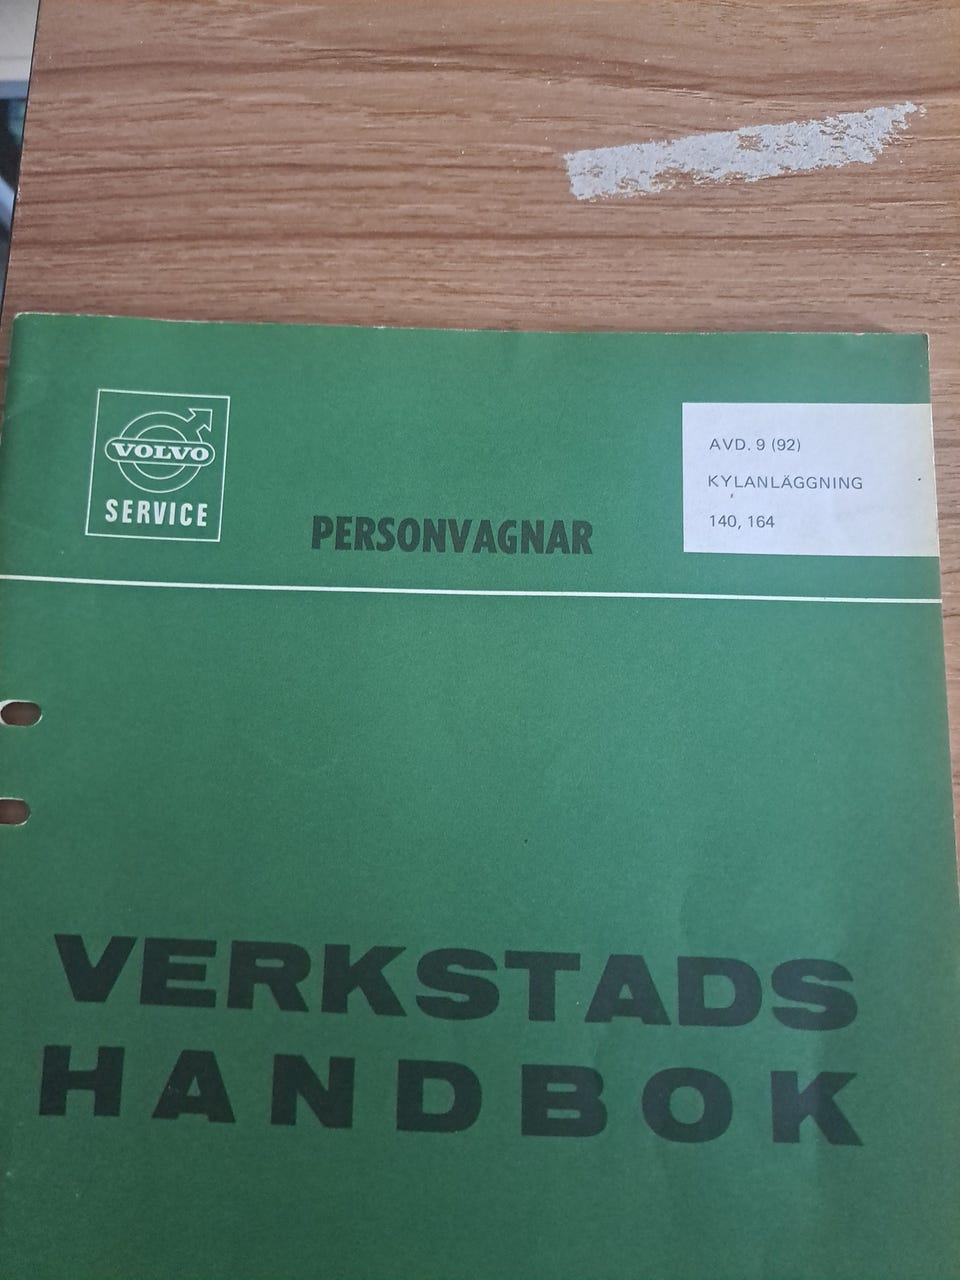 VOLVO
SERVICE
PERSONVAGNAR
AVD. 9 (92)
KYLANLÄGGNING
140, 164
VERKSTADS
HANDBOK